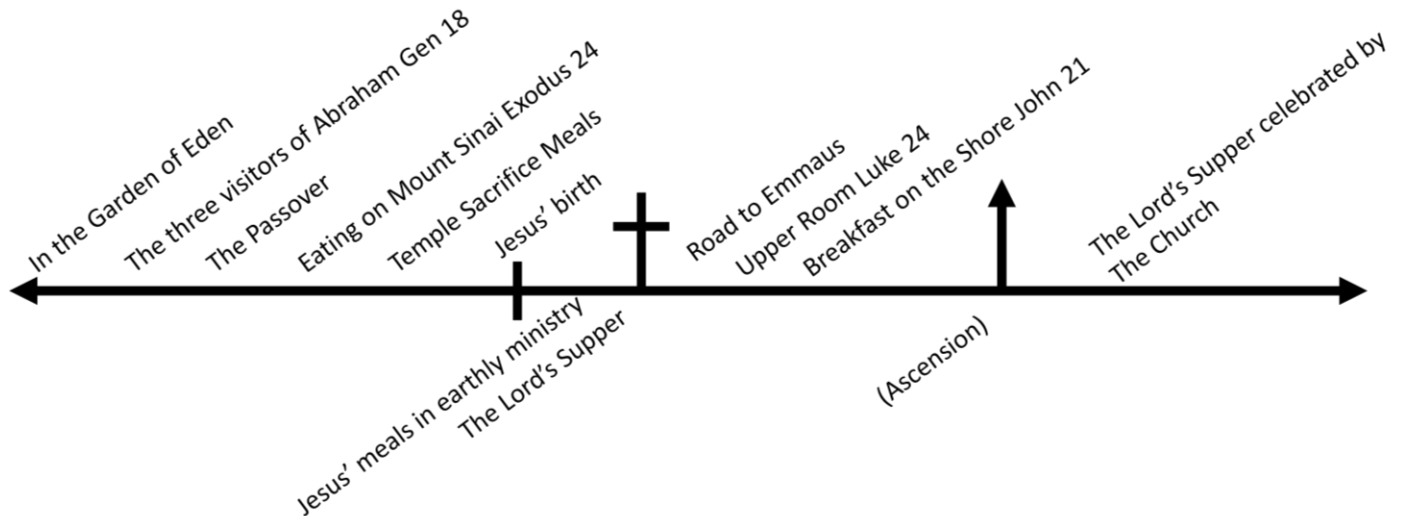 In the Garden of Eden
The three visitors of Abraham Gen 18
The Passover
Eating on Mount Sinai Exodus 24
Temple Sacrifice Meals
Jesus’ birth
Jesus’ meals in earthly ministry
The Lord’s Supper
Road to Emmaus
Upper Room Luke 24
Breakfast on the Shore John 21
(Ascension)
The Lord’s Supper celebrated by
The Church